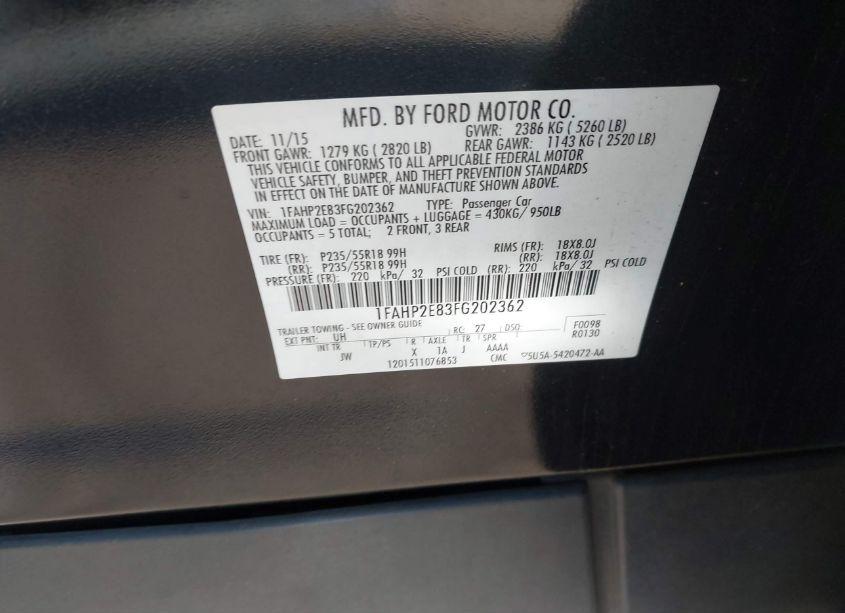 MFD. BY FORD MOTOR CO.
DATE: 11/15 GVWR: 2386 KG ( 5260 LB)
FRONT GAWR: 1279 KG ( 2820 LB) REAR GAWR: 1143 KG ( 2520 LB)
THIS VEHICLE CONFORMS TO ALL APPLICABLE FEDERAL MOTOR
VEHICLE SAFETY, BUMPER, AND THEFT PREVENTION STANDARDS
IN EFFECT ON THE DATE OF MANUFACTURE SHOWN ABOVE.
VIN: 1FAHP2E83FG202362 TYPE: Passenger Car
MAXIMUM LOAD = OCCUPANTS + LUGGAGE = 430KG/ 950LB
OCCUPANTS = 5 TOTAL; 2 FRONT, 3 REAR
TIRE (FR): P235/55R18 99H RIMS (FR): 18X8.0J
(RR): P235/55R18 99H (RR): 18X8.0J
PRESSURE (FR): 220 kPa/ 32 PSI COLD (RR): 220 kPa/ 32 PSI COLD
1FAHP2E83FG202362
TRAILER TOWING - SEE OWNER GUIDE
EXT PNT: UH RC: 27 DSO: F0098
INT TR TP/PS R AXLE TR SPR R0130
JW X 1A J AAAA
1201511076853 CMC 5U5A-5420472-AA